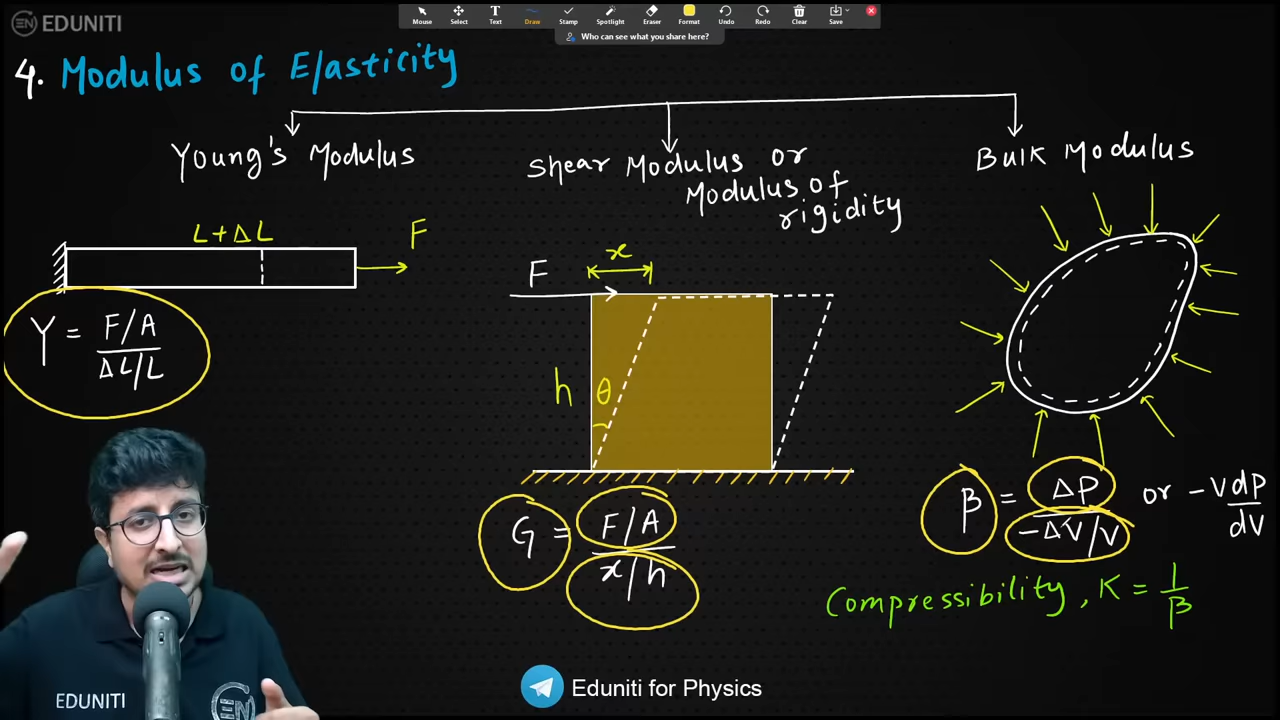 EDUNITI
Mouse Select Text Draw Stamp Spotlight Eraser Format Undo Redo Clear Save
Who can see what you share here?
4. Modulus of Elasticity
Young's Modulus
Shear Modulus or
Modulus of
rigidity
Bulk Modulus
L + ΔL
F
Y = F/A
ΔL/L
x
F
h
θ
G = F/A
x/h
β = ΔP
-ΔV/V
or -V dp
dV
Compressibility, K = 1
β
EDUNITI
Eduniti for Physics